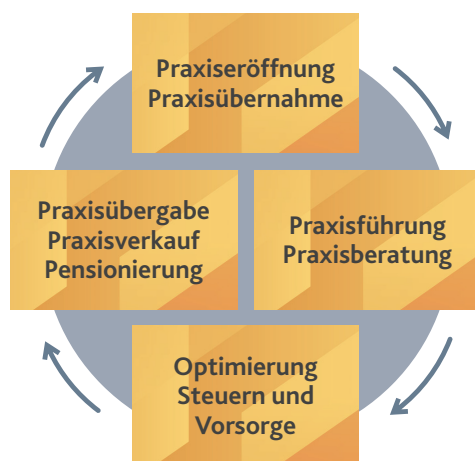 Praxiseröffnung
Praxisübernahme
Praxisübergabe
Praxisverkauf
Pensionierung
Praxisführung
Praxisberatung
Optimierung
Steuern und
Vorsorge